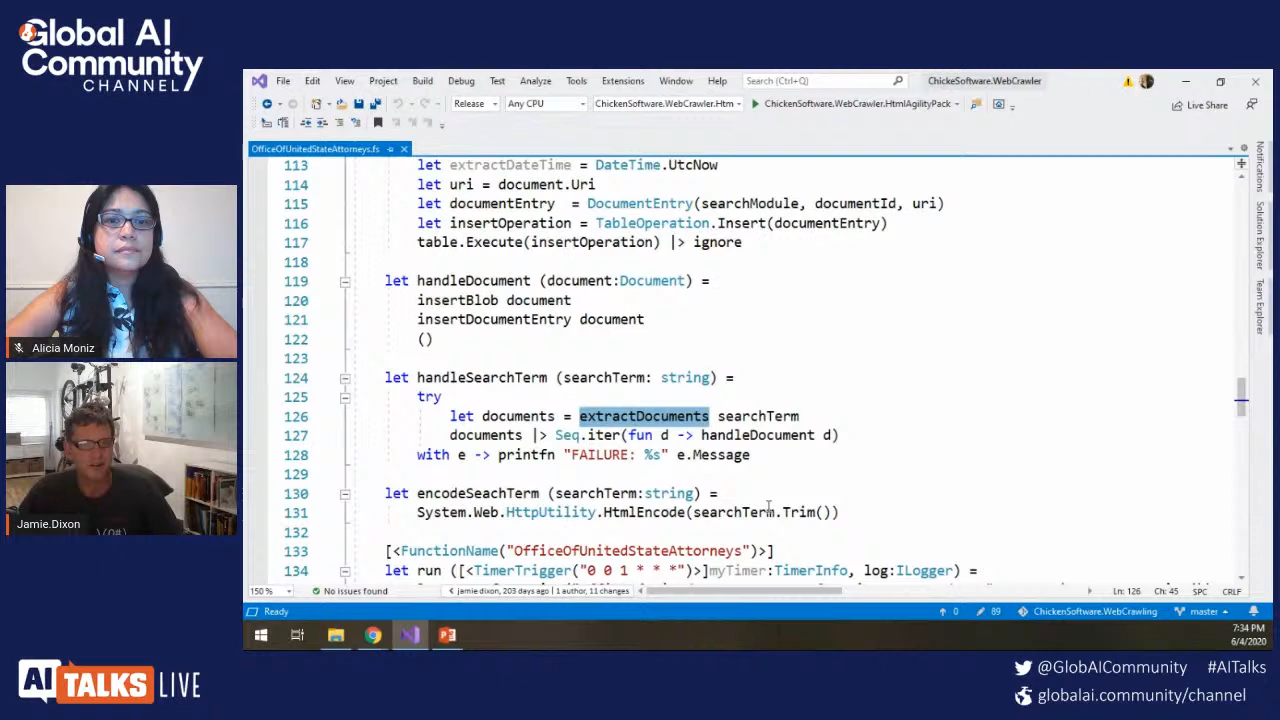 Global AI
Community
CHANNEL
File Edit View Project Build Debug Test Analyze Tools Extensions Window Help Search (Ctrl+Q) ChickeSoftware.WebCrawler
Release Any CPU ChickenSoftware.WebCrawler.Htm ChickenSoftware.WebCrawler.HtmlAgilityPack Live Share
OfficeOfUnitedStateAttorneys.fs
113 let extractDateTime = DateTime.UtcNow
114 let uri = document.Uri
115 let documentEntry = DocumentEntry(searchModule, documentId, uri)
116 let insertOperation = TableOperation.Insert(documentEntry)
117 table.Execute(insertOperation) |> ignore
118
119 let handleDocument (document:Document) =
120 insertBlob document
121 insertDocumentEntry document
122 ()
123
124 let handleSearchTerm (searchTerm: string) =
125 try
126 let documents = extractDocuments searchTerm
127 documents |> Seq.iter(fun d -> handleDocument d)
128 with e -> printfn "FAILURE: %s" e.Message
129
130 let encodeSeachTerm (searchTerm:string) =
131 System.Web.HttpUtility.HtmlEncode(searchTerm.Trim())
132
133 [<FunctionName("OfficeOfUnitedStateAttorneys")>]
134 let run ([<TimerTrigger("0 0 1 * * *")>]myTimer:TimerInfo, log:ILogger) =
Notifications
Solution Explorer
Team Explorer
150 % No issues found jamie dixon, 203 days ago | 1 author, 11 changes Ln: 126 Ch: 45 SPC CRLF
Ready 0 89 ChickenSoftware.WebCrawling master
7:34 PM
6/4/2020
Alicia Moniz
Jamie.Dixon
AI TALKS LIVE
@GlobAICommunity #AITalks
globalai.community/channel